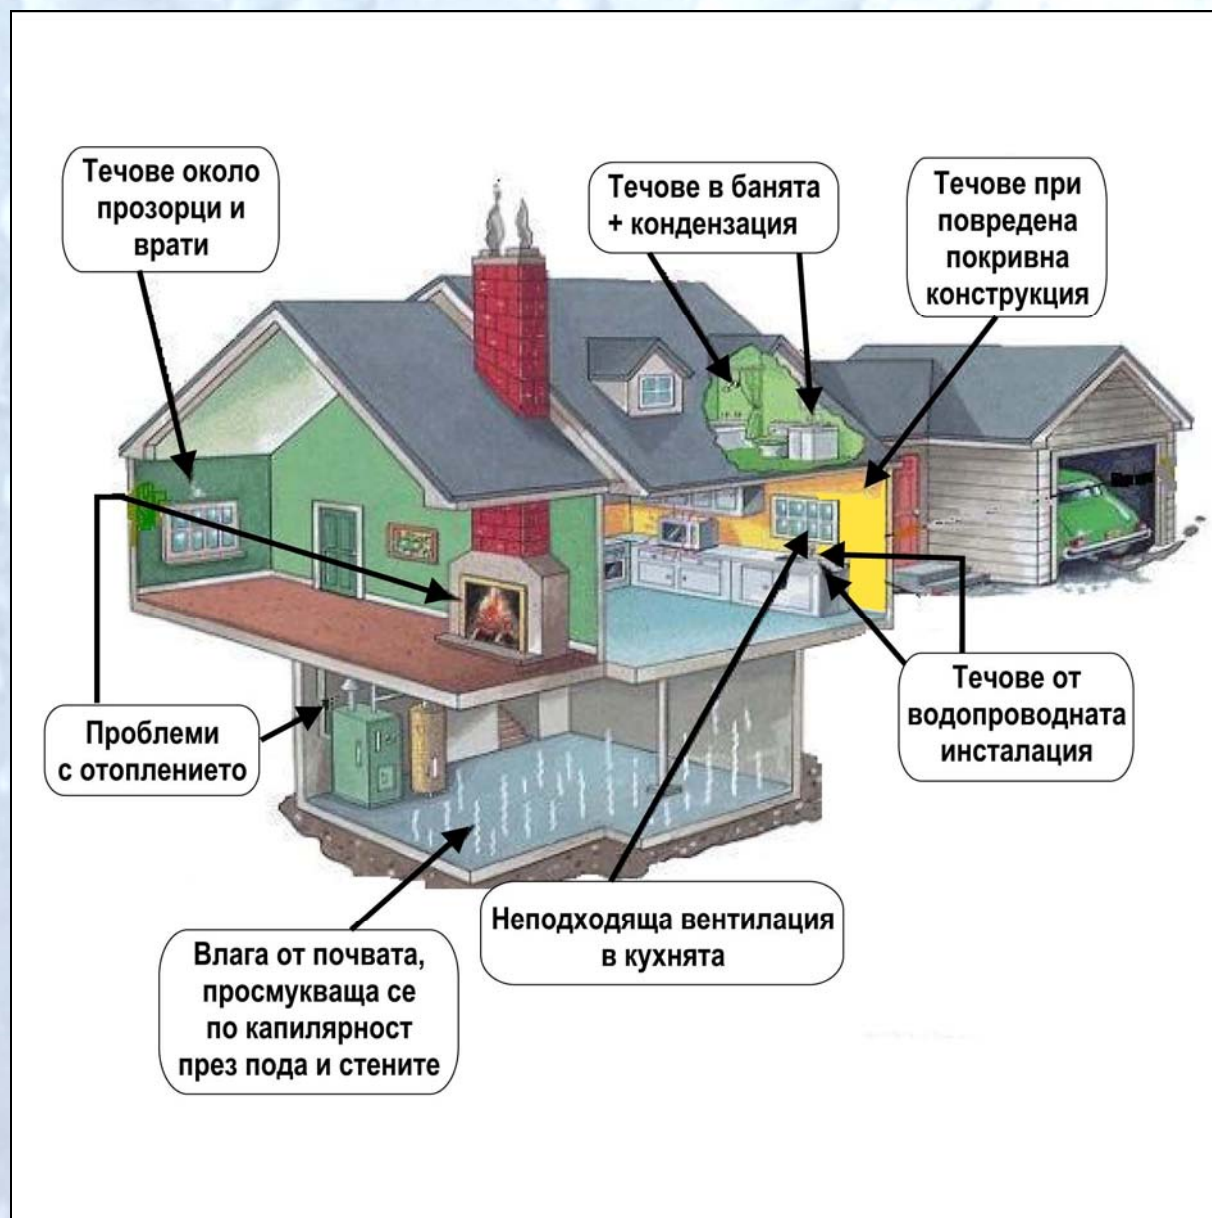 Течове около
прозорци и
врати
Течове в банята
+ кондензация
Течове при
повредена
покривна
конструкция
Проблеми
с отоплението
Течове от
водопроводната
инсталация
Неподходяща вентилация
в кухнята
Влага от почвата,
просмукваща се
по капилярност
през пода и стените